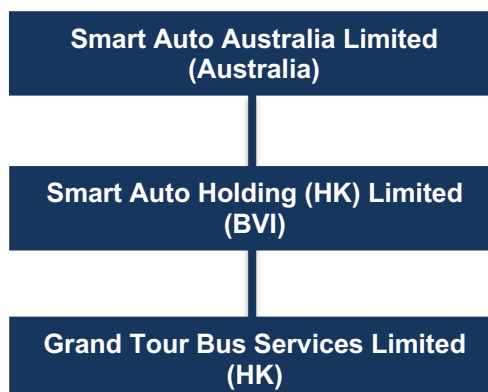 Smart Auto Australia Limited
(Australia)
Smart Auto Holding (HK) Limited
(BVI)
Grand Tour Bus Services Limited
(HK)